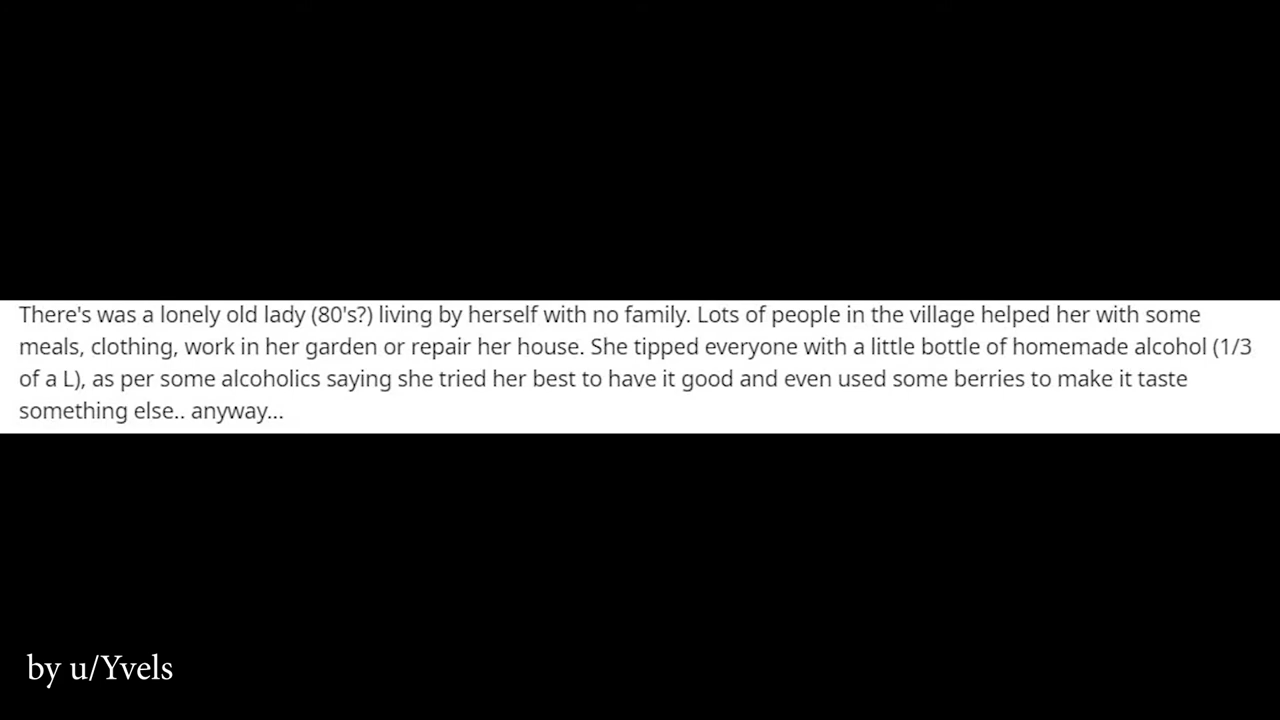 There's was a lonely old lady (80's?) living by herself with no family. Lots of people in the village helped her with some
meals, clothing, work in her garden or repair her house. She tipped everyone with a little bottle of homemade alcohol (1/3
of a L), as per some alcoholics saying she tried her best to have it good and even used some berries to make it taste
something else.. anyway...
by u/Yvels